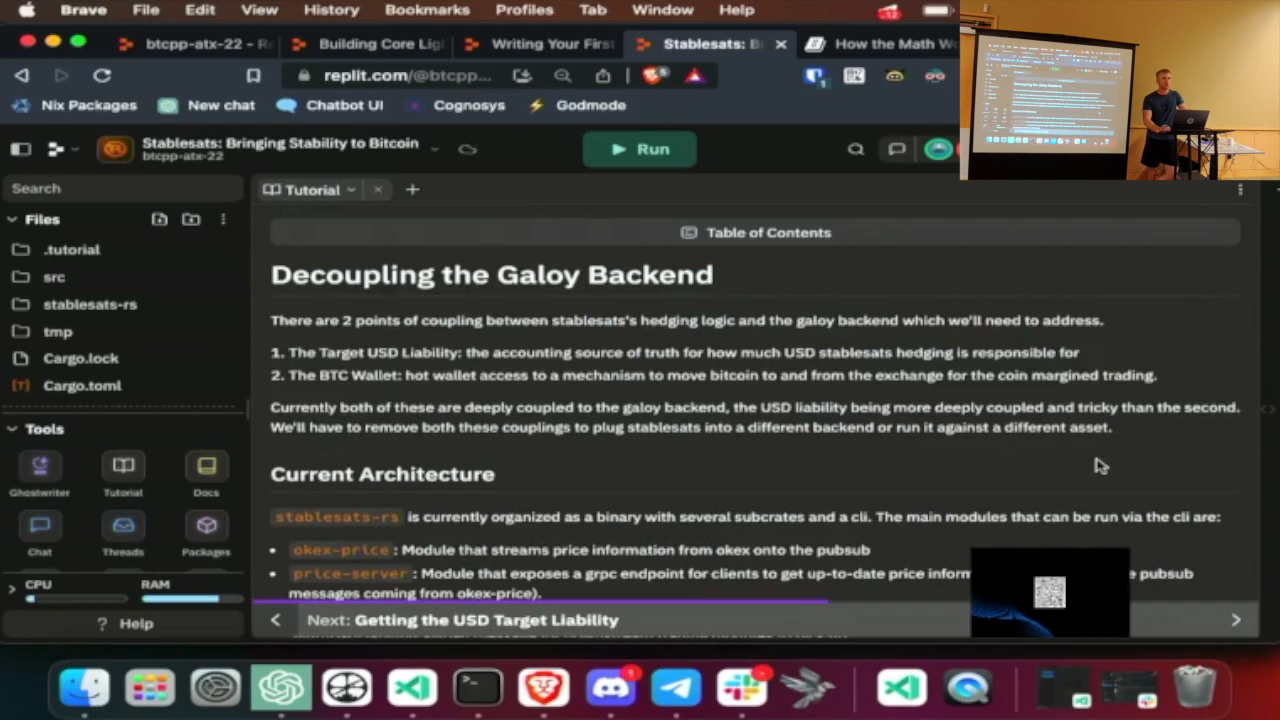 Brave File Edit View History Bookmarks Profiles Tab Window Help
btcpp-atx-22 - R
Building Core Lig
Writing Your First
Stablesats: B
How the Math W
replit.com/@btcpp...
Nix Packages New chat Chatbot UI Cognosys Godmode
Stablesats: Bringing Stability to Bitcoin
btcpp-atx-22
Run
Search
Tutorial
Files
.tutorial
src
stablesats-rs
tmp
Cargo.lock
Cargo.toml
Tools
Ghostwriter Tutorial Docs
Chat Threads Packages
CPU RAM
? Help
Table of Contents
Decoupling the Galoy Backend
There are 2 points of coupling between stablesats's hedging logic and the galoy backend which we'll need to address.
1. The Target USD Liability: the accounting source of truth for how much USD stablesats hedging is responsible for
2. The BTC Wallet: hot wallet access to a mechanism to move bitcoin to and from the exchange for the coin margined trading.
Currently both of these are deeply coupled to the galoy backend, the USD liability being more deeply coupled and tricky than the second.
We'll have to remove both these couplings to plug stablesats into a different backend or run it against a different asset.
Current Architecture
stablesats-rs is currently organized as a binary with several subcrates and a cli. The main modules that can be run via the cli are:
• okex-price : Module that streams price information from okex onto the pubsub
• price-server : Module that exposes a grpc endpoint for clients to get up-to-date price inform e pubsub
messages coming from okex-price).
Next: Getting the USD Target Liability